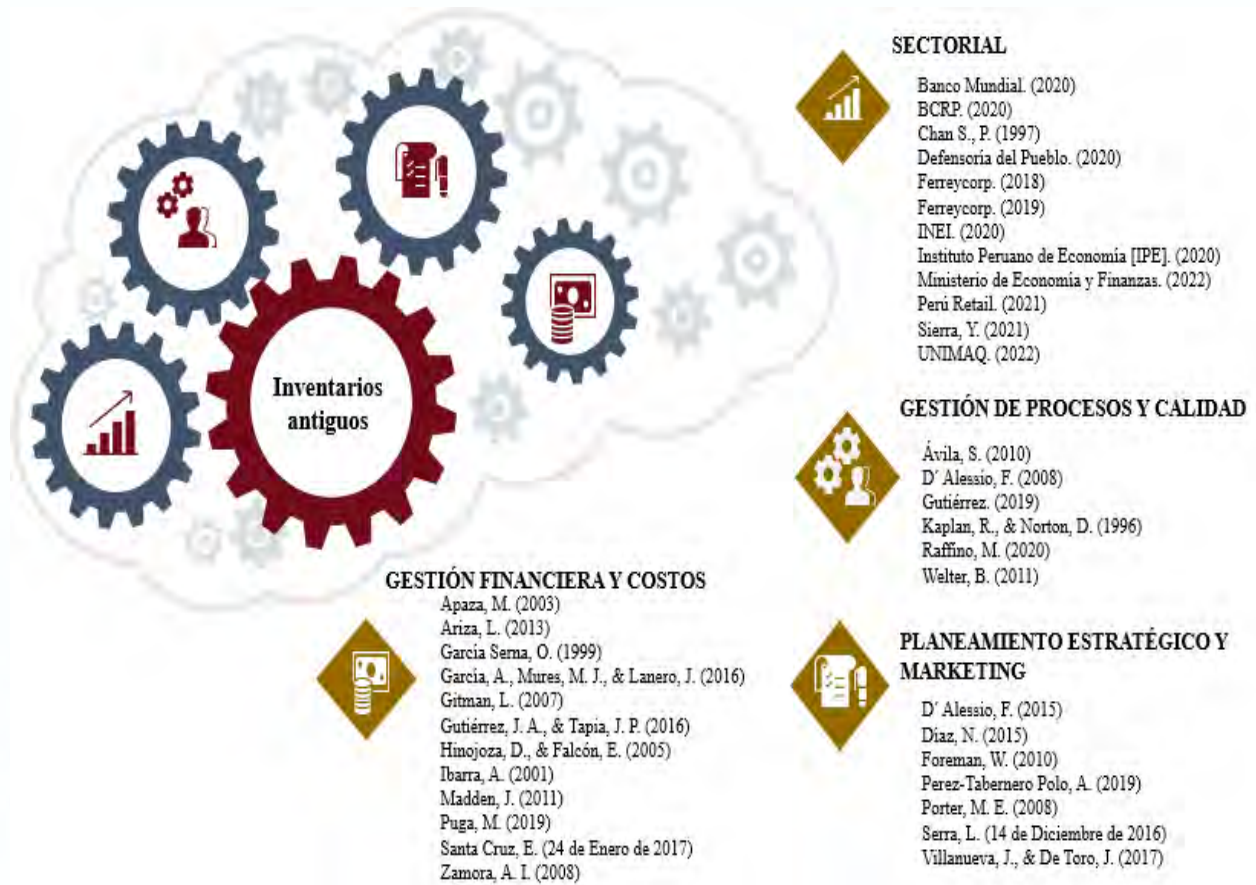 Inventarios
antiguos
SECTORIAL
Banco Mundial. (2020)
BCRP. (2020)
Chan S., P. (1997)
Defensoría del Pueblo. (2020)
Ferreycorp. (2018)
Ferreycorp. (2019)
INEI. (2020)
Instituto Peruano de Economía [IPE]. (2020)
Ministerio de Economía y Finanzas. (2022)
Perú Retail. (2021)
Sierra, Y. (2021)
UNIMAQ. (2022)
GESTIÓN DE PROCESOS Y CALIDAD
Ávila, S. (2010)
D´ Alessio, F. (2008)
Gutiérrez. (2019)
Kaplan, R., & Norton, D. (1996)
Raffino, M. (2020)
Welter, B. (2011)
GESTIÓN FINANCIERA Y COSTOS
Apaza, M. (2003)
Ariza, L. (2013)
García Serna, O. (1999)
García, A., Mures, M. J., & Lanero, J. (2016)
Gitman, L. (2007)
Gutiérrez, J. A., & Tapia, J. P. (2016)
Hinojoza, D., & Falcón, E. (2005)
Ibarra, A. (2001)
Madden, J. (2011)
Puga, M. (2019)
Santa Cruz, E. (24 de Enero de 2017)
Zamora, A. I. (2008)
PLANEAMIENTO ESTRATÉGICO Y
MARKETING
D´ Alessio, F. (2015)
Díaz, N. (2015)
Foreman, W. (2010)
Perez-Tabernero Polo, A. (2019)
Porter, M. E. (2008)
Serra, L. (14 de Diciembre de 2016)
Villanueva, J., & De Toro, J. (2017)